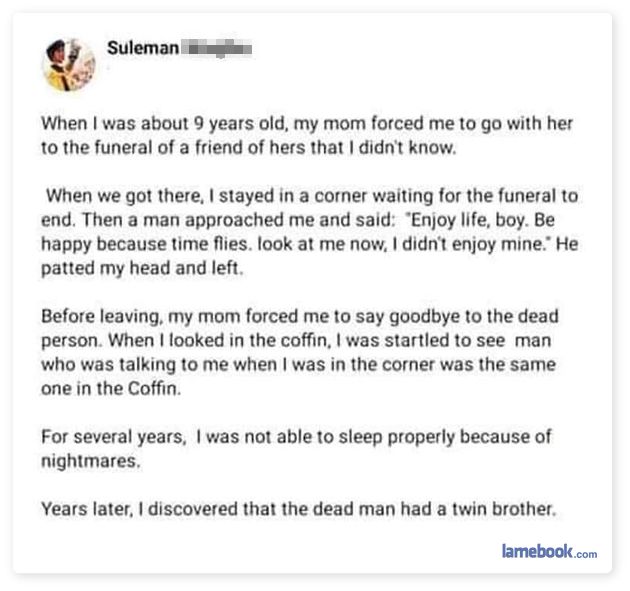 Suleman
When I was about 9 years old, my mom forced me to go with her
to the funeral of a friend of hers that I didn't know.
When we got there, I stayed in a corner waiting for the funeral to
end. Then a man approached me and said: "Enjoy life, boy. Be
happy because time flies. look at me now, I didn't enjoy mine." He
patted my head and left.
Before leaving, my mom forced me to say goodbye to the dead
person. When I looked in the coffin, I was startled to see man
who was talking to me when I was in the corner was the same
one in the Coffin.
For several years, I was not able to sleep properly because of
nightmares.
Years later, I discovered that the dead man had a twin brother.
lamebook.com